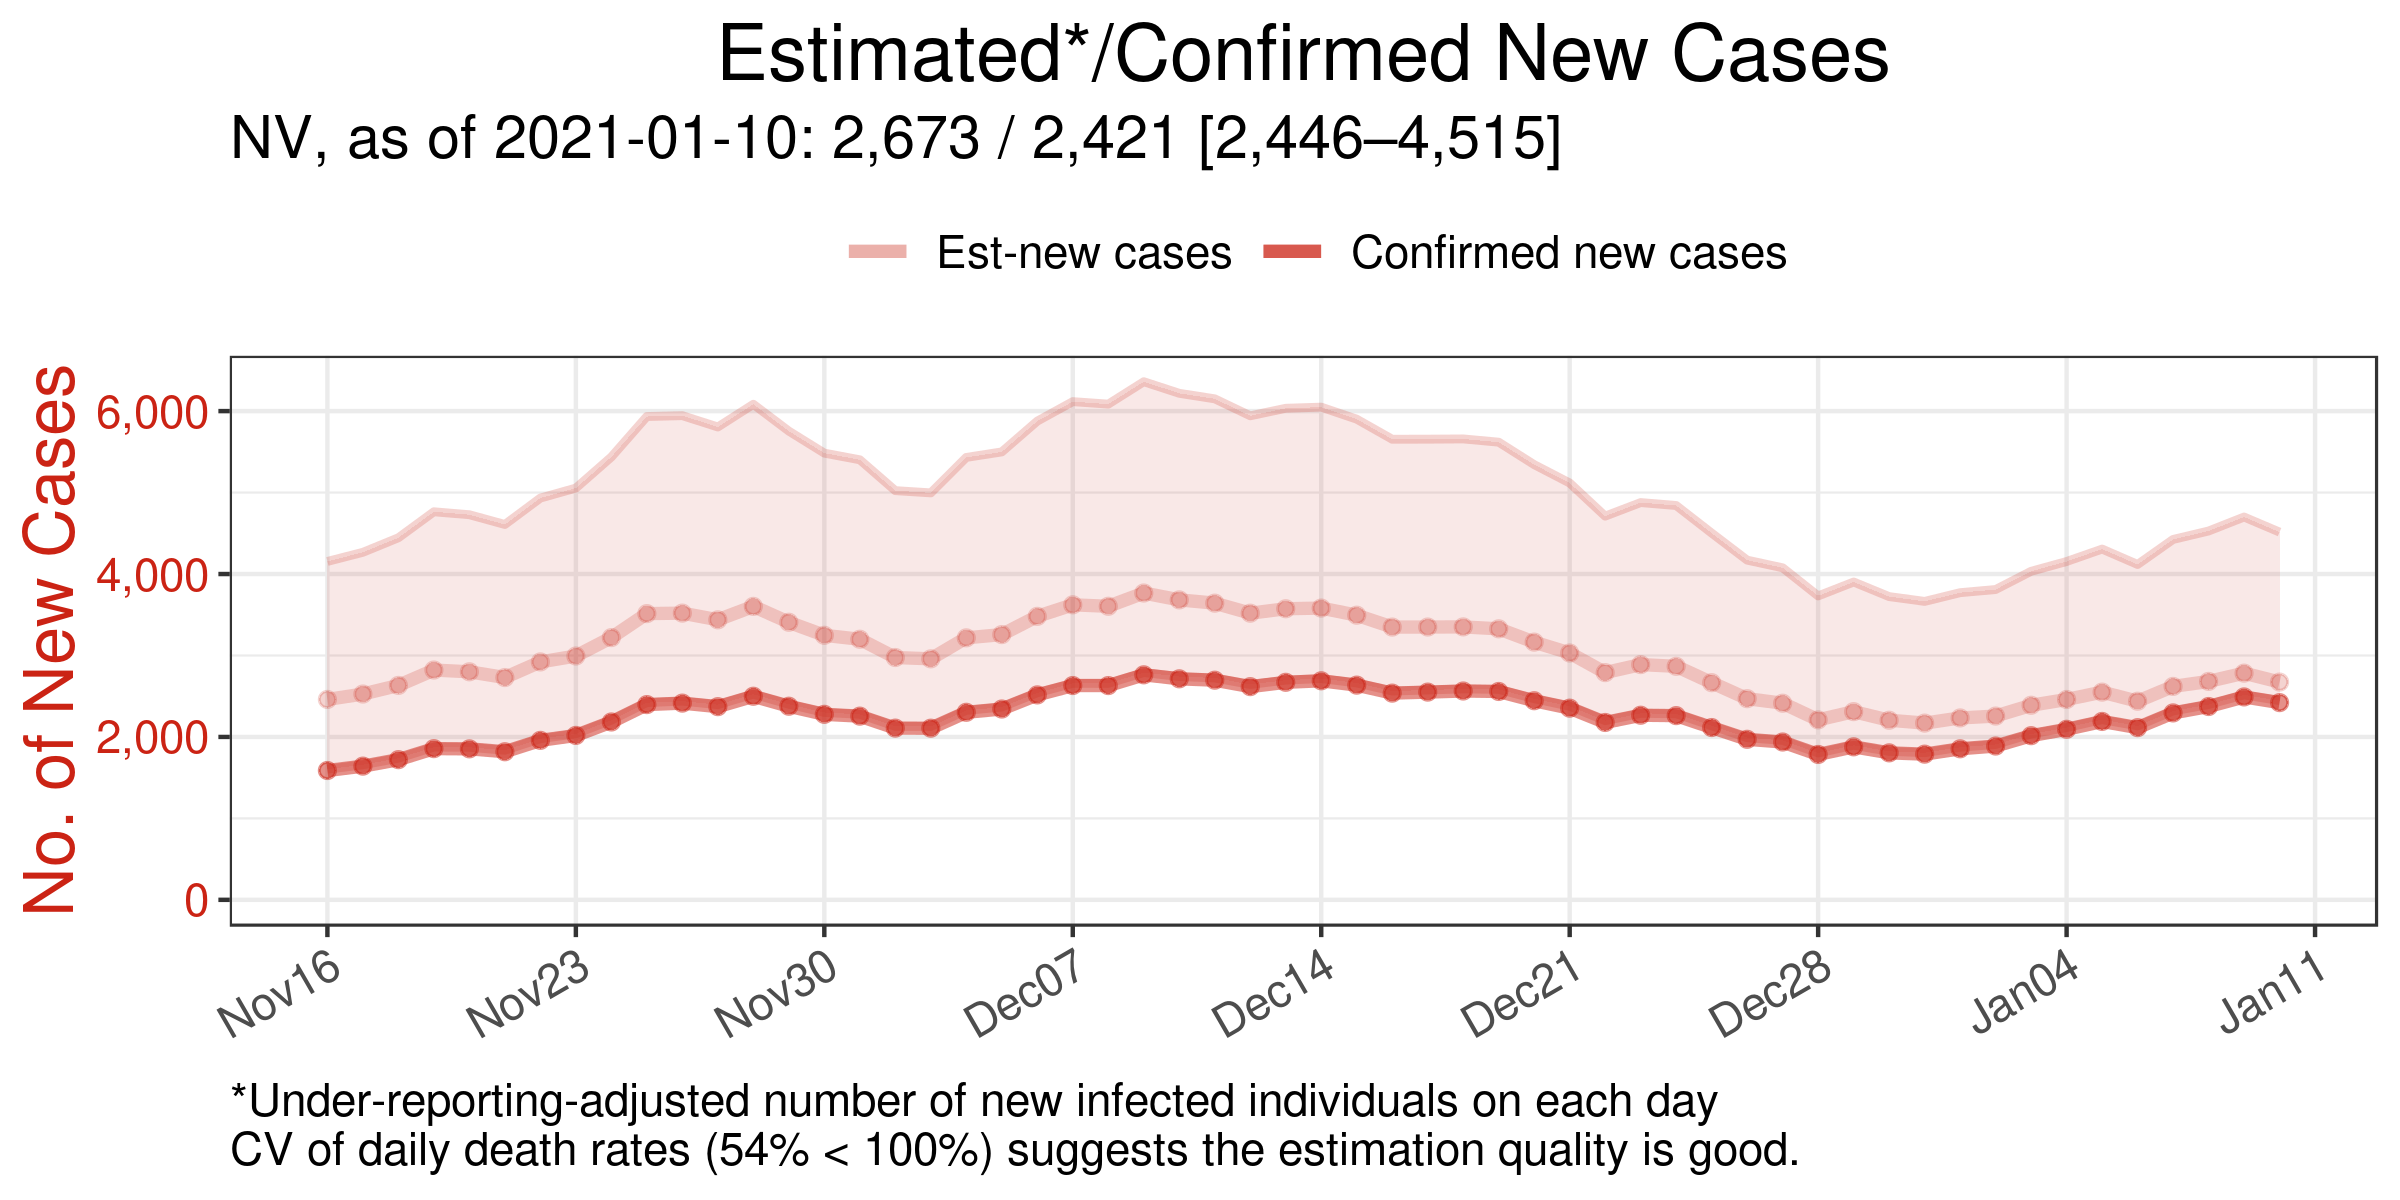 Estimated*/Confirmed New Cases
NV, as of 2021-01-10: 2,673 / 2,421 [2,446–4,515]
Est-new cases Confirmed new cases
No. of New Cases
6,000
4,000
2,000
0
Nov16 Nov23 Nov30 Dec07 Dec14 Dec21 Dec28 Jan04 Jan11
*Under-reporting-adjusted number of new infected individuals on each day
CV of daily death rates (54% < 100%) suggests the estimation quality is good.